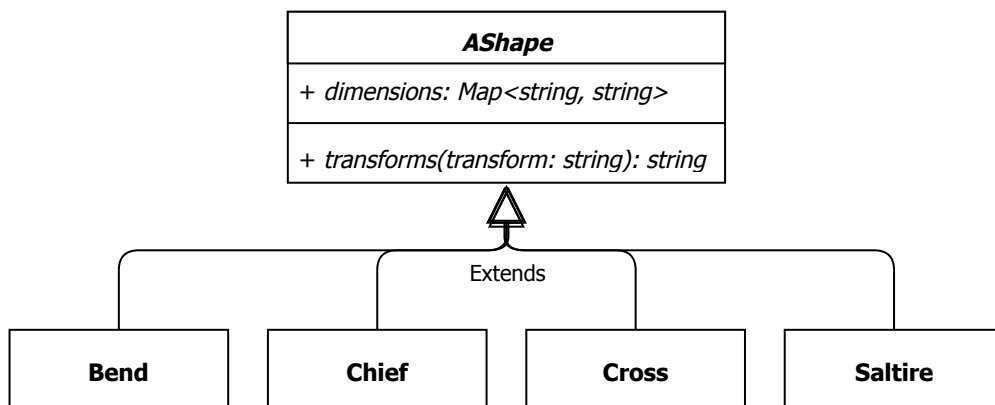 AShape
+ dimensions: Map<string, string>
+ transforms(transform: string): string
Extends
Bend
Chief
Cross
Saltire